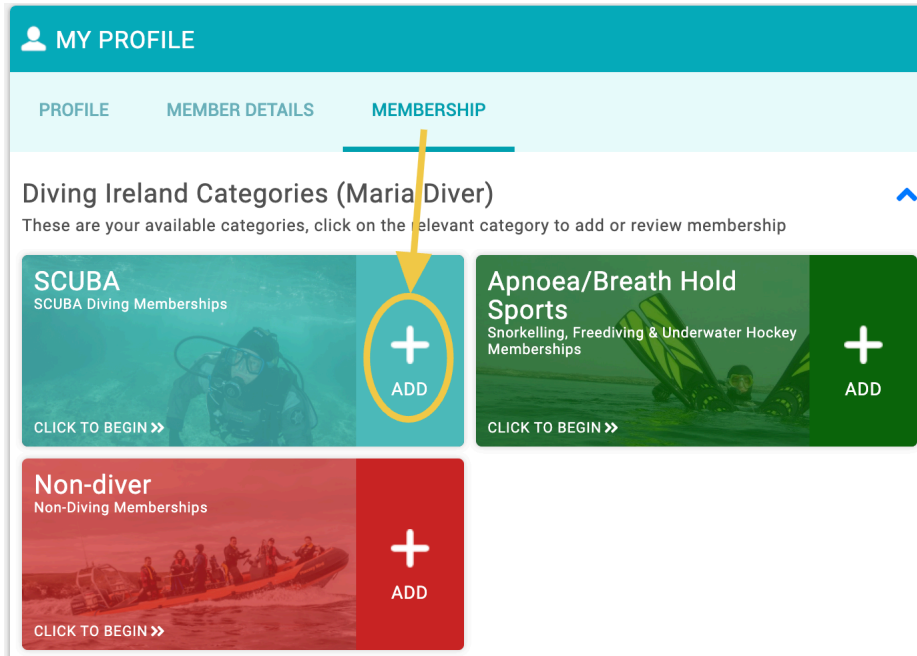 MY PROFILE
PROFILE MEMBER DETAILS MEMBERSHIP
Diving Ireland Categories (Maria Diver)
These are your available categories, click on the relevant category to add or review membership
SCUBA
SCUBA Diving Memberships
ADD
CLICK TO BEGIN
Apnoea/Breath Hold
Sports
Snorkelling, Freediving & Underwater Hockey
Memberships
ADD
CLICK TO BEGIN
Non-diver
Non-Diving Memberships
ADD
CLICK TO BEGIN